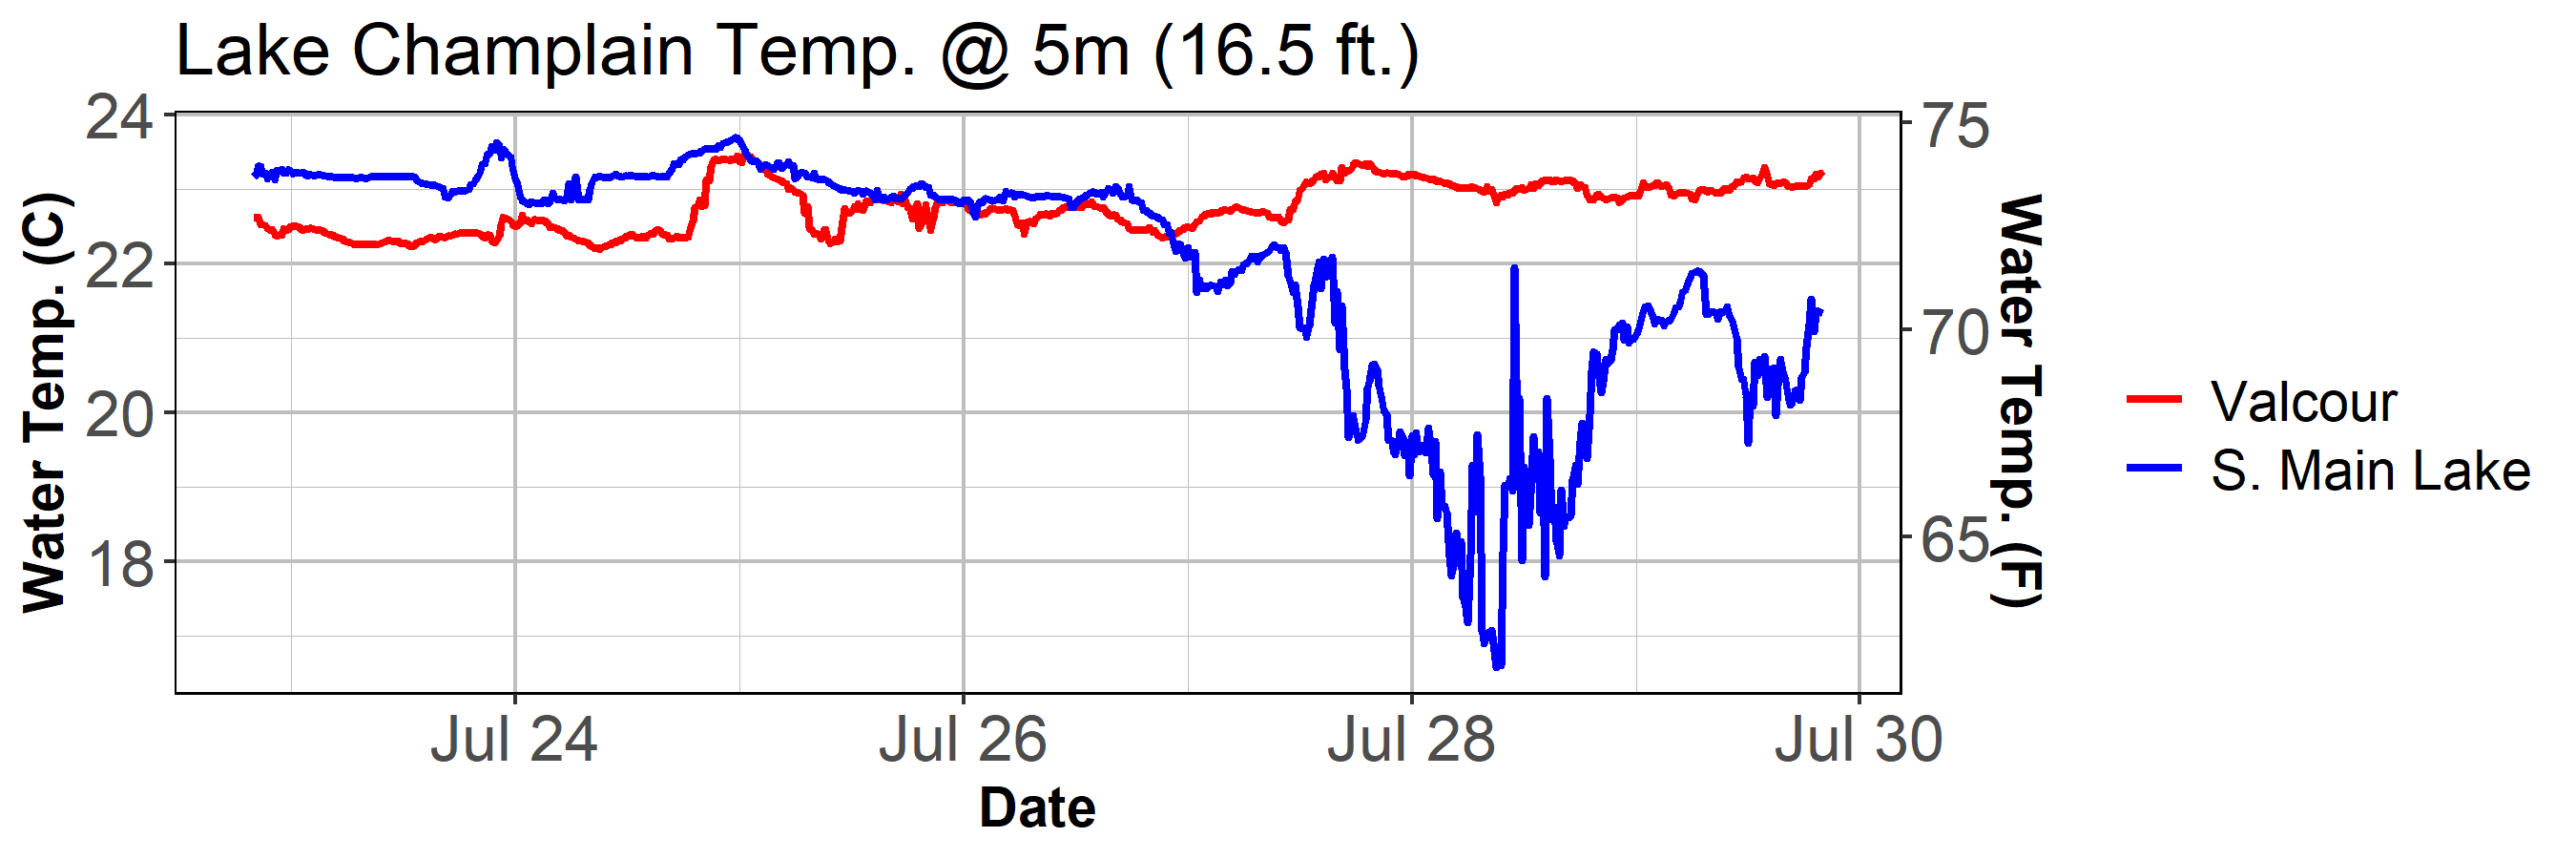 Lake Champlain Temp. @ 5m (16.5 ft.)
Water Temp. (C)
24
22
20
18
75
70
65
Water Temp. (F)
Jul 24
Jul 26
Jul 28
Jul 30
Date
Valcour
S. Main Lake